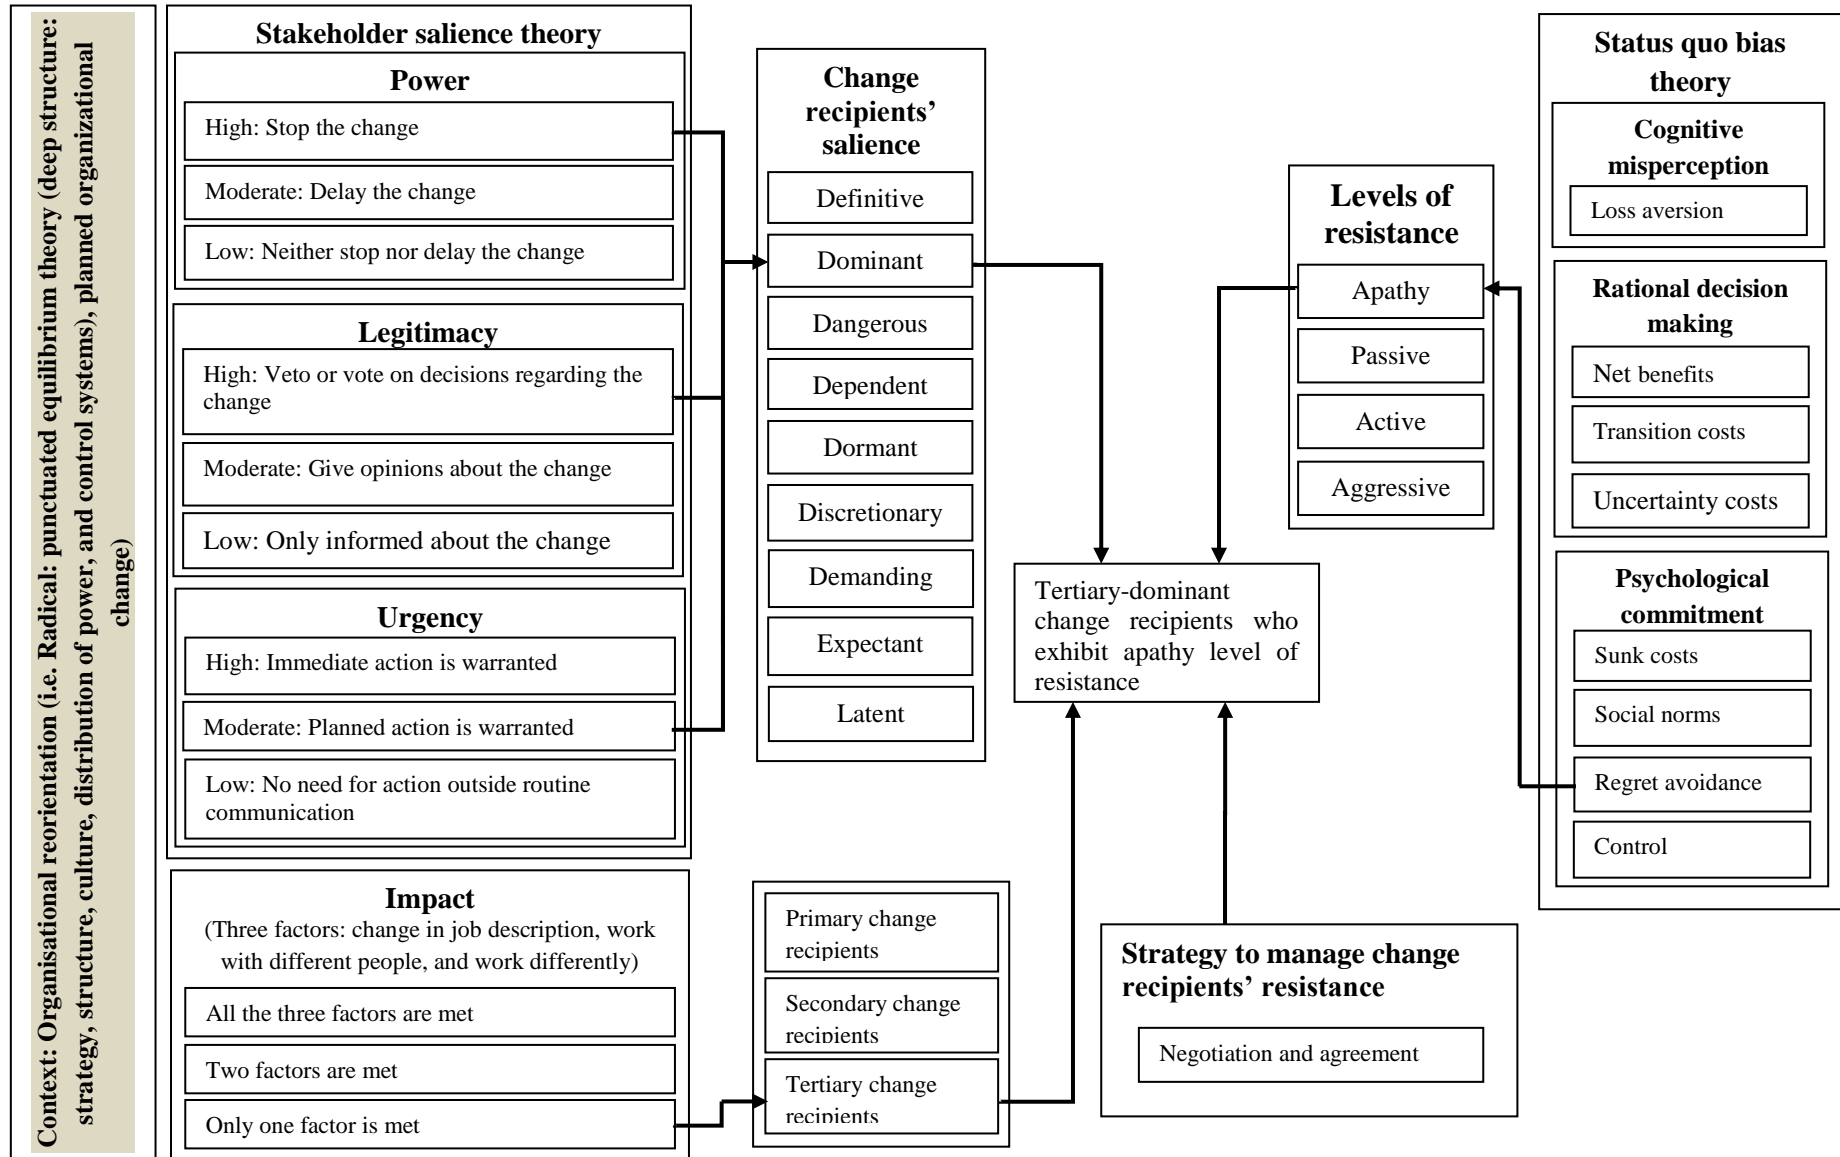 Context: Organisational reorientation (i.e. Radical: punctuated equilibrium theory (deep structure:
strategy, structure, culture, distribution of power, and control systems), planned organizational
change)
Stakeholder salience theory
Power
High: Stop the change
Moderate: Delay the change
Low: Neither stop nor delay the change
Legitimacy
High: Veto or vote on decisions regarding the
change
Moderate: Give opinions about the change
Low: Only informed about the change
Urgency
High: Immediate action is warranted
Moderate: Planned action is warranted
Low: No need for action outside routine
communication
Impact
(Three factors: change in job description, work
with different people, and work differently)
All the three factors are met
Two factors are met
Only one factor is met
Change
recipients’
salience
Definitive
Dominant
Dangerous
Dependent
Dormant
Discretionary
Demanding
Expectant
Latent
Primary change
recipients
Secondary change
recipients
Tertiary change
recipients
Tertiary-dominant
change recipients who
exhibit apathy level of
resistance
Strategy to manage change
recipients’ resistance
Negotiation and agreement
Levels of
resistance
Apathy
Passive
Active
Aggressive
Status quo bias
theory
Cognitive
misperception
Loss aversion
Rational decision
making
Net benefits
Transition costs
Uncertainty costs
Psychological
commitment
Sunk costs
Social norms
Regret avoidance
Control